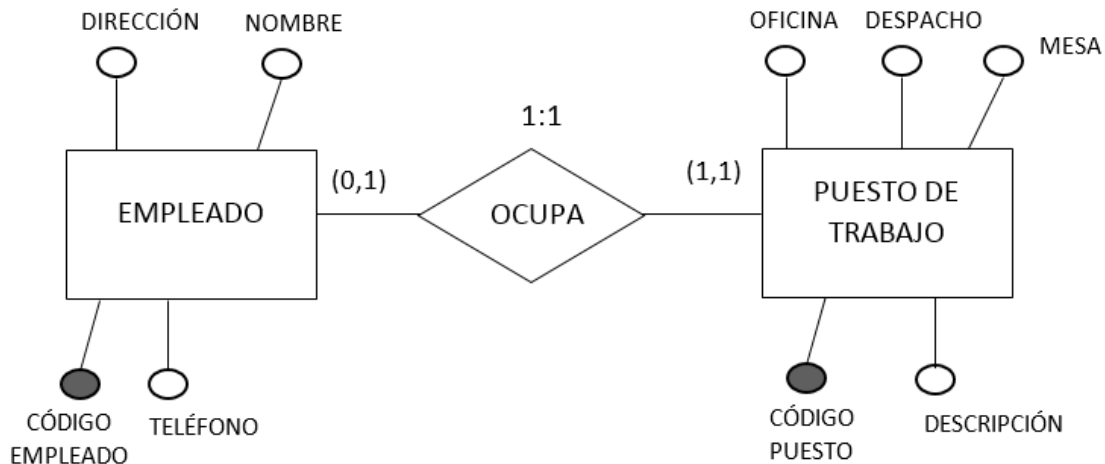 DIRECCIÓN
NOMBRE
OFICINA
DESPACHO
MESA
1:1
(0,1)
(1,1)
EMPLEADO
OCUPA
PUESTO DE
TRABAJO
CÓDIGO
EMPLEADO
TELÉFONO
CÓDIGO
PUESTO
DESCRIPCIÓN